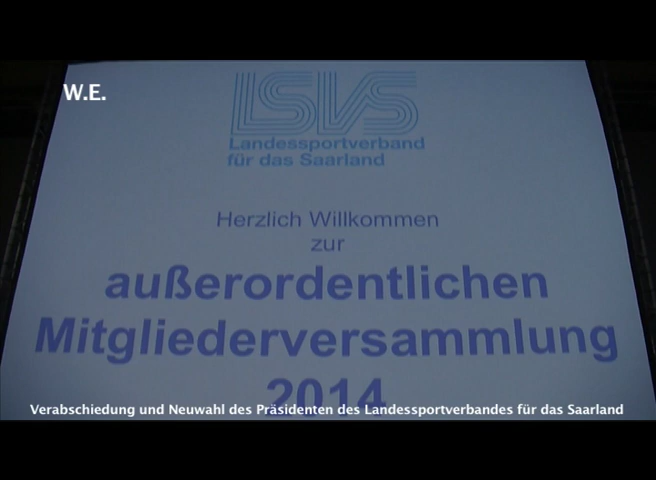 W.E.
LSVS
Landessportverband
für das Saarland
Herzlich Willkommen
zur
außerordentlichen
Mitgliederversammlung
2014
Verabschiedung und Neuwahl des Präsidenten des Landessportverbandes für das Saarland